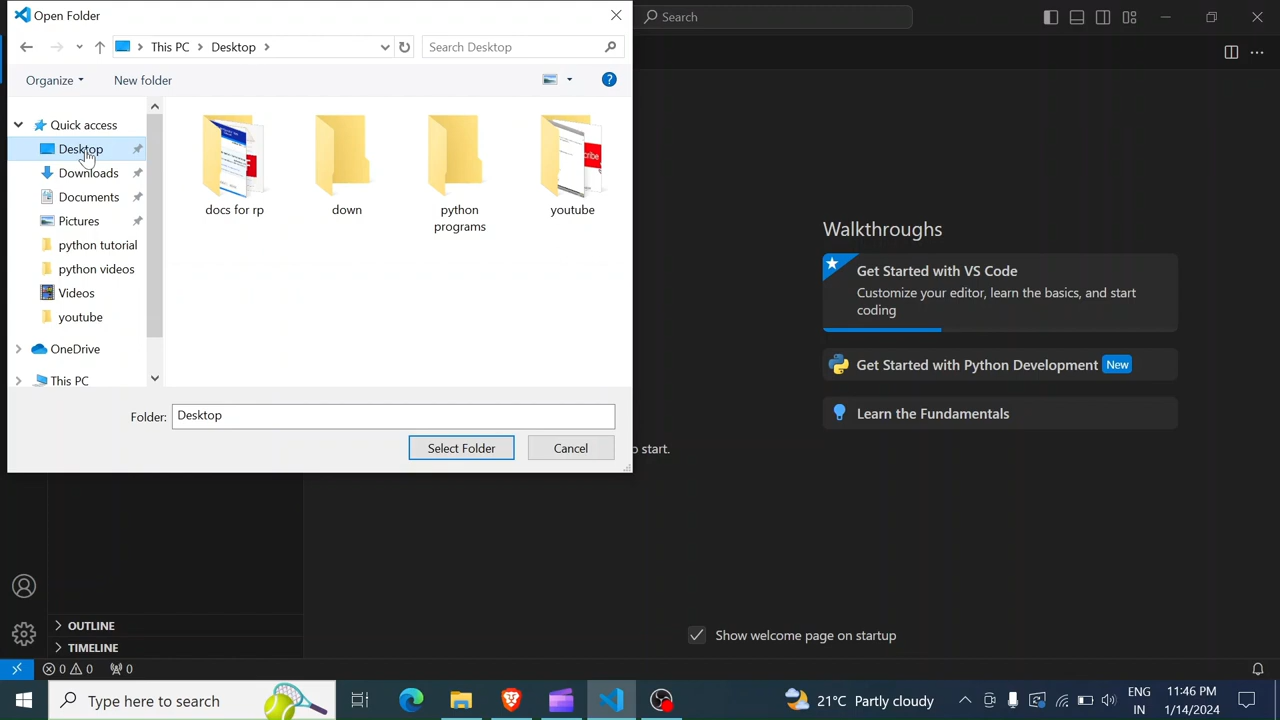 Open Folder
This PC
Desktop
Search Desktop
Search
Organize
New folder
Quick access
Desktop
Downloads
Documents
Pictures
python tutorial
python videos
Videos
youtube
OneDrive
This PC
docs for rp
down
python
programs
youtube
Folder:
Desktop
Select Folder
Cancel
Walkthroughs
Get Started with VS Code
Customize your editor, learn the basics, and start
coding
Get Started with Python Development New
Learn the Fundamentals
start.
Show welcome page on startup
OUTLINE
TIMELINE
0 0 0
Type here to search
21°C Partly cloudy
ENG
IN
11:46 PM
1/14/2024